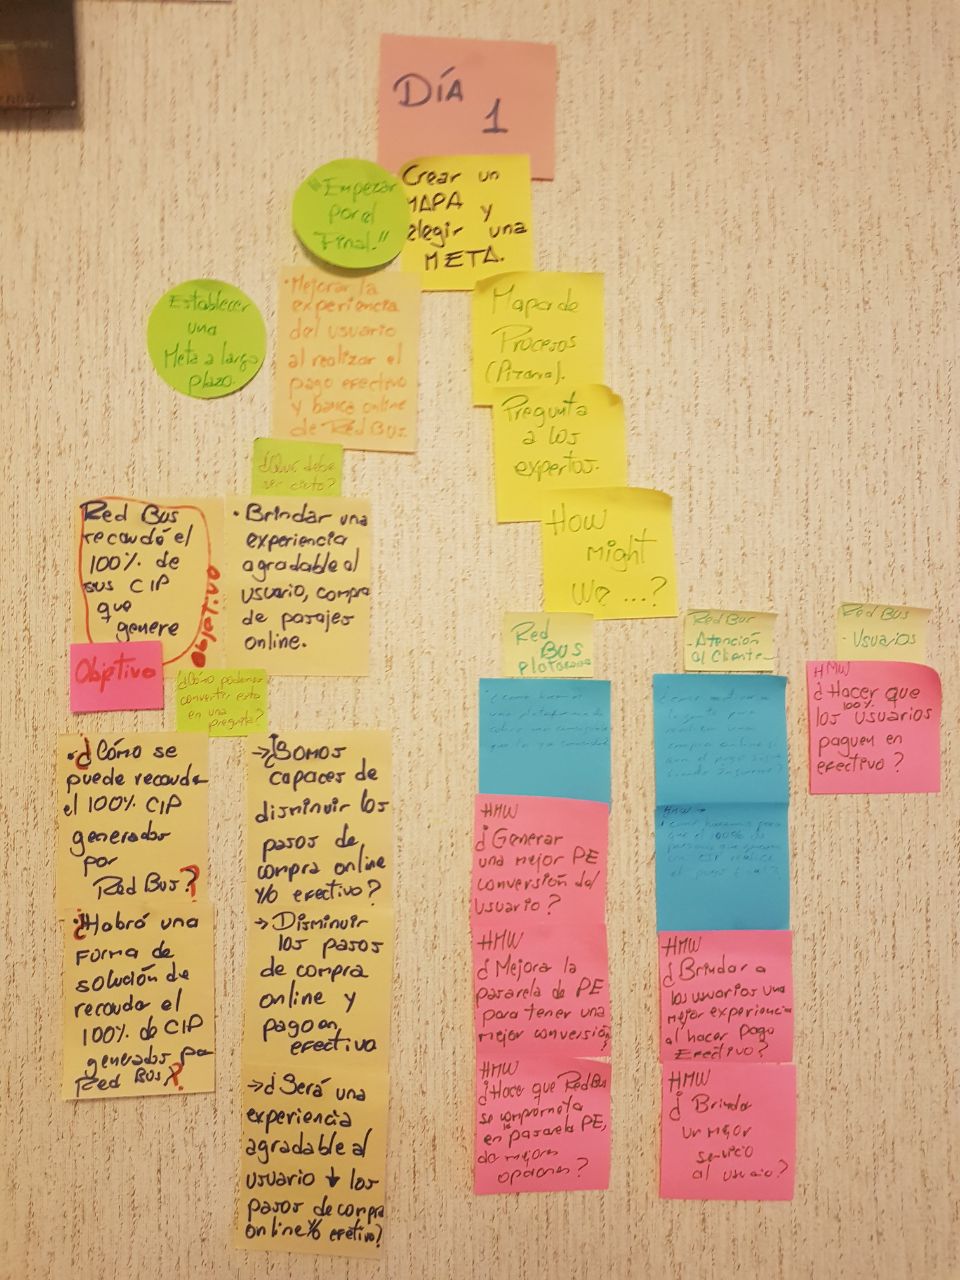 DÍA
1
"Empezar
por el
Final."
Crear un
MAPA y
elegir una
META.
Establecer
una
Meta a largo
plazo.
·Mejorar la
experiencia
del usuario
al realizar el
pago efectivo
y banca online
de Red Bus.
Mapa de
Procesos
Pregunta
a los
expertos.
How
might
We ...?
¿Qué debe
ser cierto?
Red Bus
recaudé el
100% de
sus CIP
que
genere
objetivo
· Brindar una
experiencia
agradable al
usuario, compra
de pasajes
online.
Objetivo
¿Cómo podemos
convertir esto
en una
pregunta?
·¿Cómo se
puede recaudar
el 100% CIP
generados
por
Red Bus?
·¿Habrá una
forma de
solución de
recaudar el
100% de CIP
generados por
Red Bus?
→¿Somos
capaces de
disminuir los
pasos de
compra online
y/o efectivo?
→ Disminuir
los pasos
de compra
online y
pago en
efectivo
→¿Será una
experiencia
agradable al
usuario ↓ los
pasos de compra
online y/o efetivo?
Red
Bus
plataforma
HMW
¿Generar
una mejor PE
conversión del
usuario?
HMW
¿Mejora la
pasarela de PE
para tener una
mejor conversión?
HMW
¿Hacer que RedBus
se comprometa
en pasarela PE,
de mejores
opciones?
Red Bus
-Atención
al Cliente
HMW
¿Brindar a
los usuarios una
mejor experiencia
al hacer Pago
Efectivo?
HMW
¿Brindar
un mejor
servicio
al usuario?
Red Bus
- Usuarios
HMW
¿Hacer que
100%
los usuarios
paguen en
efectivo?